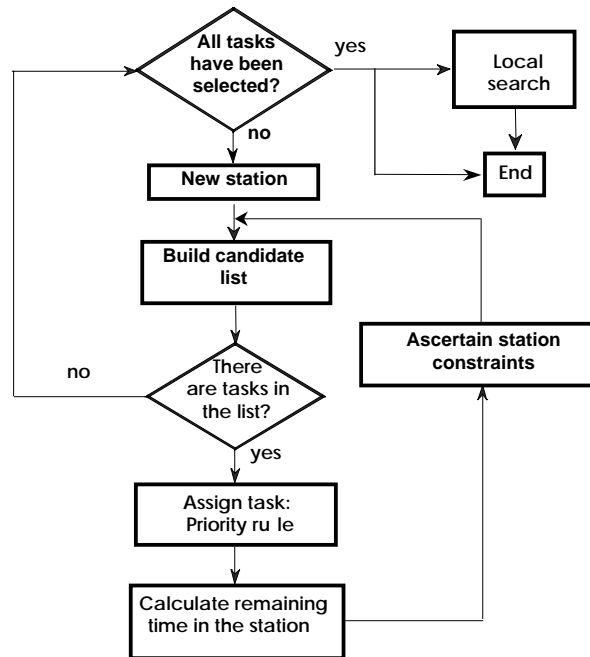 All tasks
have been
selected?
yes
Local
search
no
End
New station
Build candidate
list
Ascertain station
constraints
There
are tasks in
the list?
no
yes
Assign task:
Priority ru le
Calculate remaining
time in the station